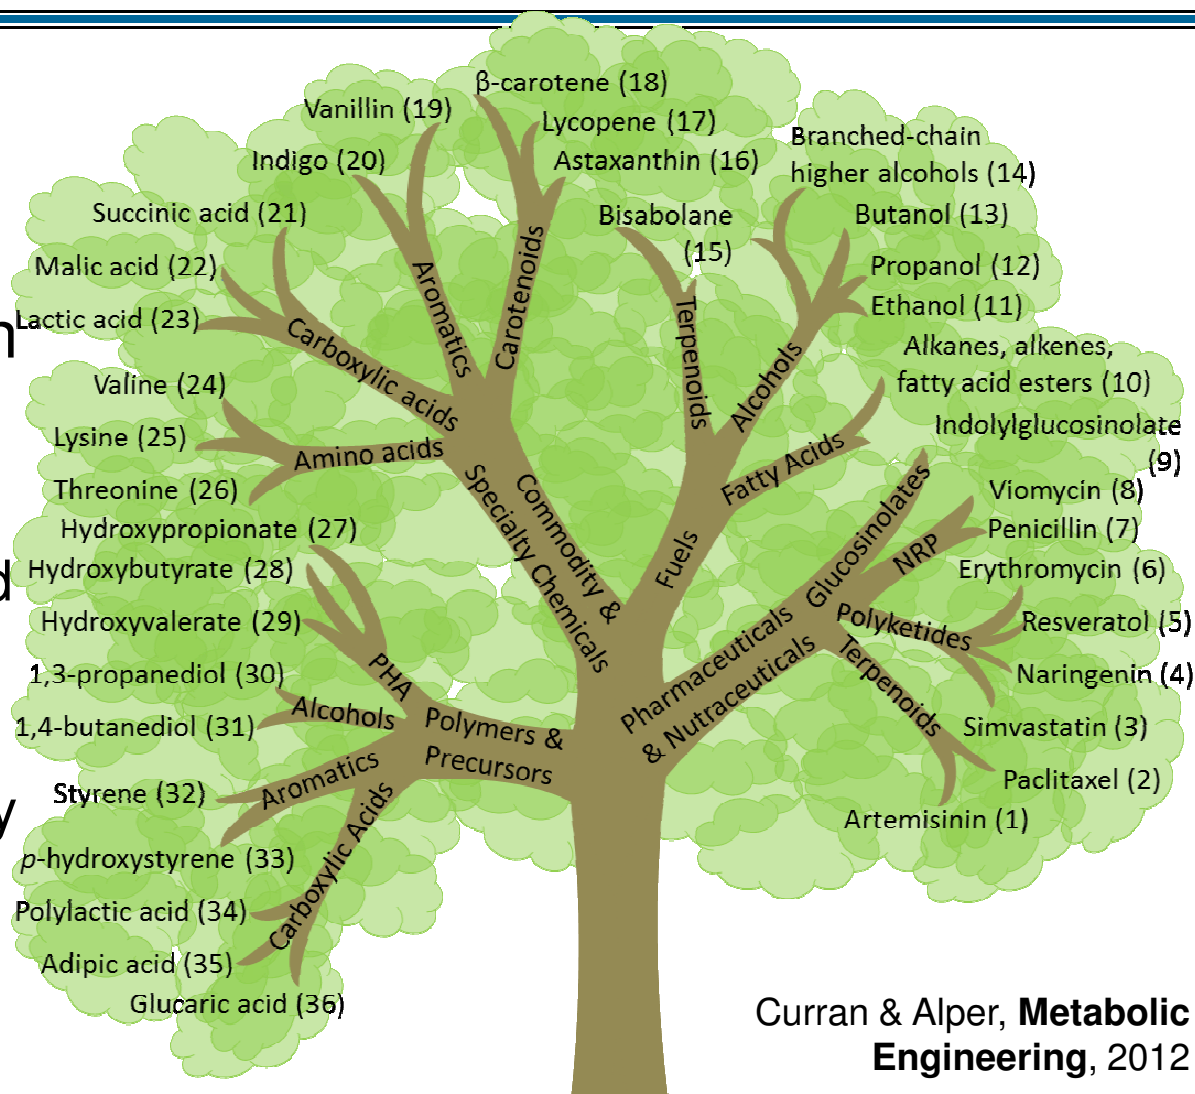 β-carotene (18)
Vanillin (19)
Lycopene (17)
Indigo (20)
Astaxanthin (16)
Branched-chain
higher alcohols (14)
Succinic acid (21)
Bisabolane
(15)
Butanol (13)
Malic acid (22)
Propanol (12)
Lactic acid (23)
Ethanol (11)
n
Alkanes, alkenes,
fatty acid esters (10)
Valine (24)
Indolylglucosinolate
(9)
Lysine (25)
Threonine (26)
Viomycin (8)
Hydroxypropionate (27)
Penicillin (7)
d
Hydroxybutyrate (28)
Erythromycin (6)
Hydroxyvalerate (29)
Resveratol (5)
1,3-propanediol (30)
Naringenin (4)
1,4-butanediol (31)
Simvastatin (3)
Styrene (32)
Paclitaxel (2)
y
Artemisinin (1)
p-hydroxystyrene (33)
Polylactic acid (34)
Adipic acid (35)
Glucaric acid (36)
Carotenoids
Aromatics
Carboxylic acids
Amino acids
Commodity &
Specialty Chemicals
Terpenoids
Alcohols
Fatty Acids
Fuels
Glucosinolates
NRP
Polyketides
Terpenoids
Pharmaceuticals
& Nutraceuticals
PHA
Alcohols
Aromatics
Carboxylic Acids
Polymers &
Precursors
Curran & Alper, Metabolic
Engineering, 2012